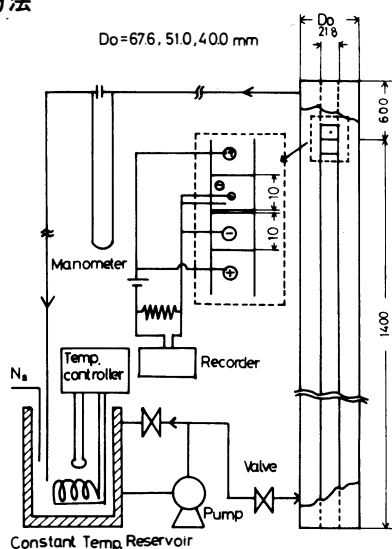 方法
Do=67.6, 51.0, 40.0 mm
Do
21.8
600
⊕
⊖
10
⊖
10
⊕
1400
Manometer
Recorder
Temp. controller
N₂
Valve
Pump
Constant Temp. Reservoir